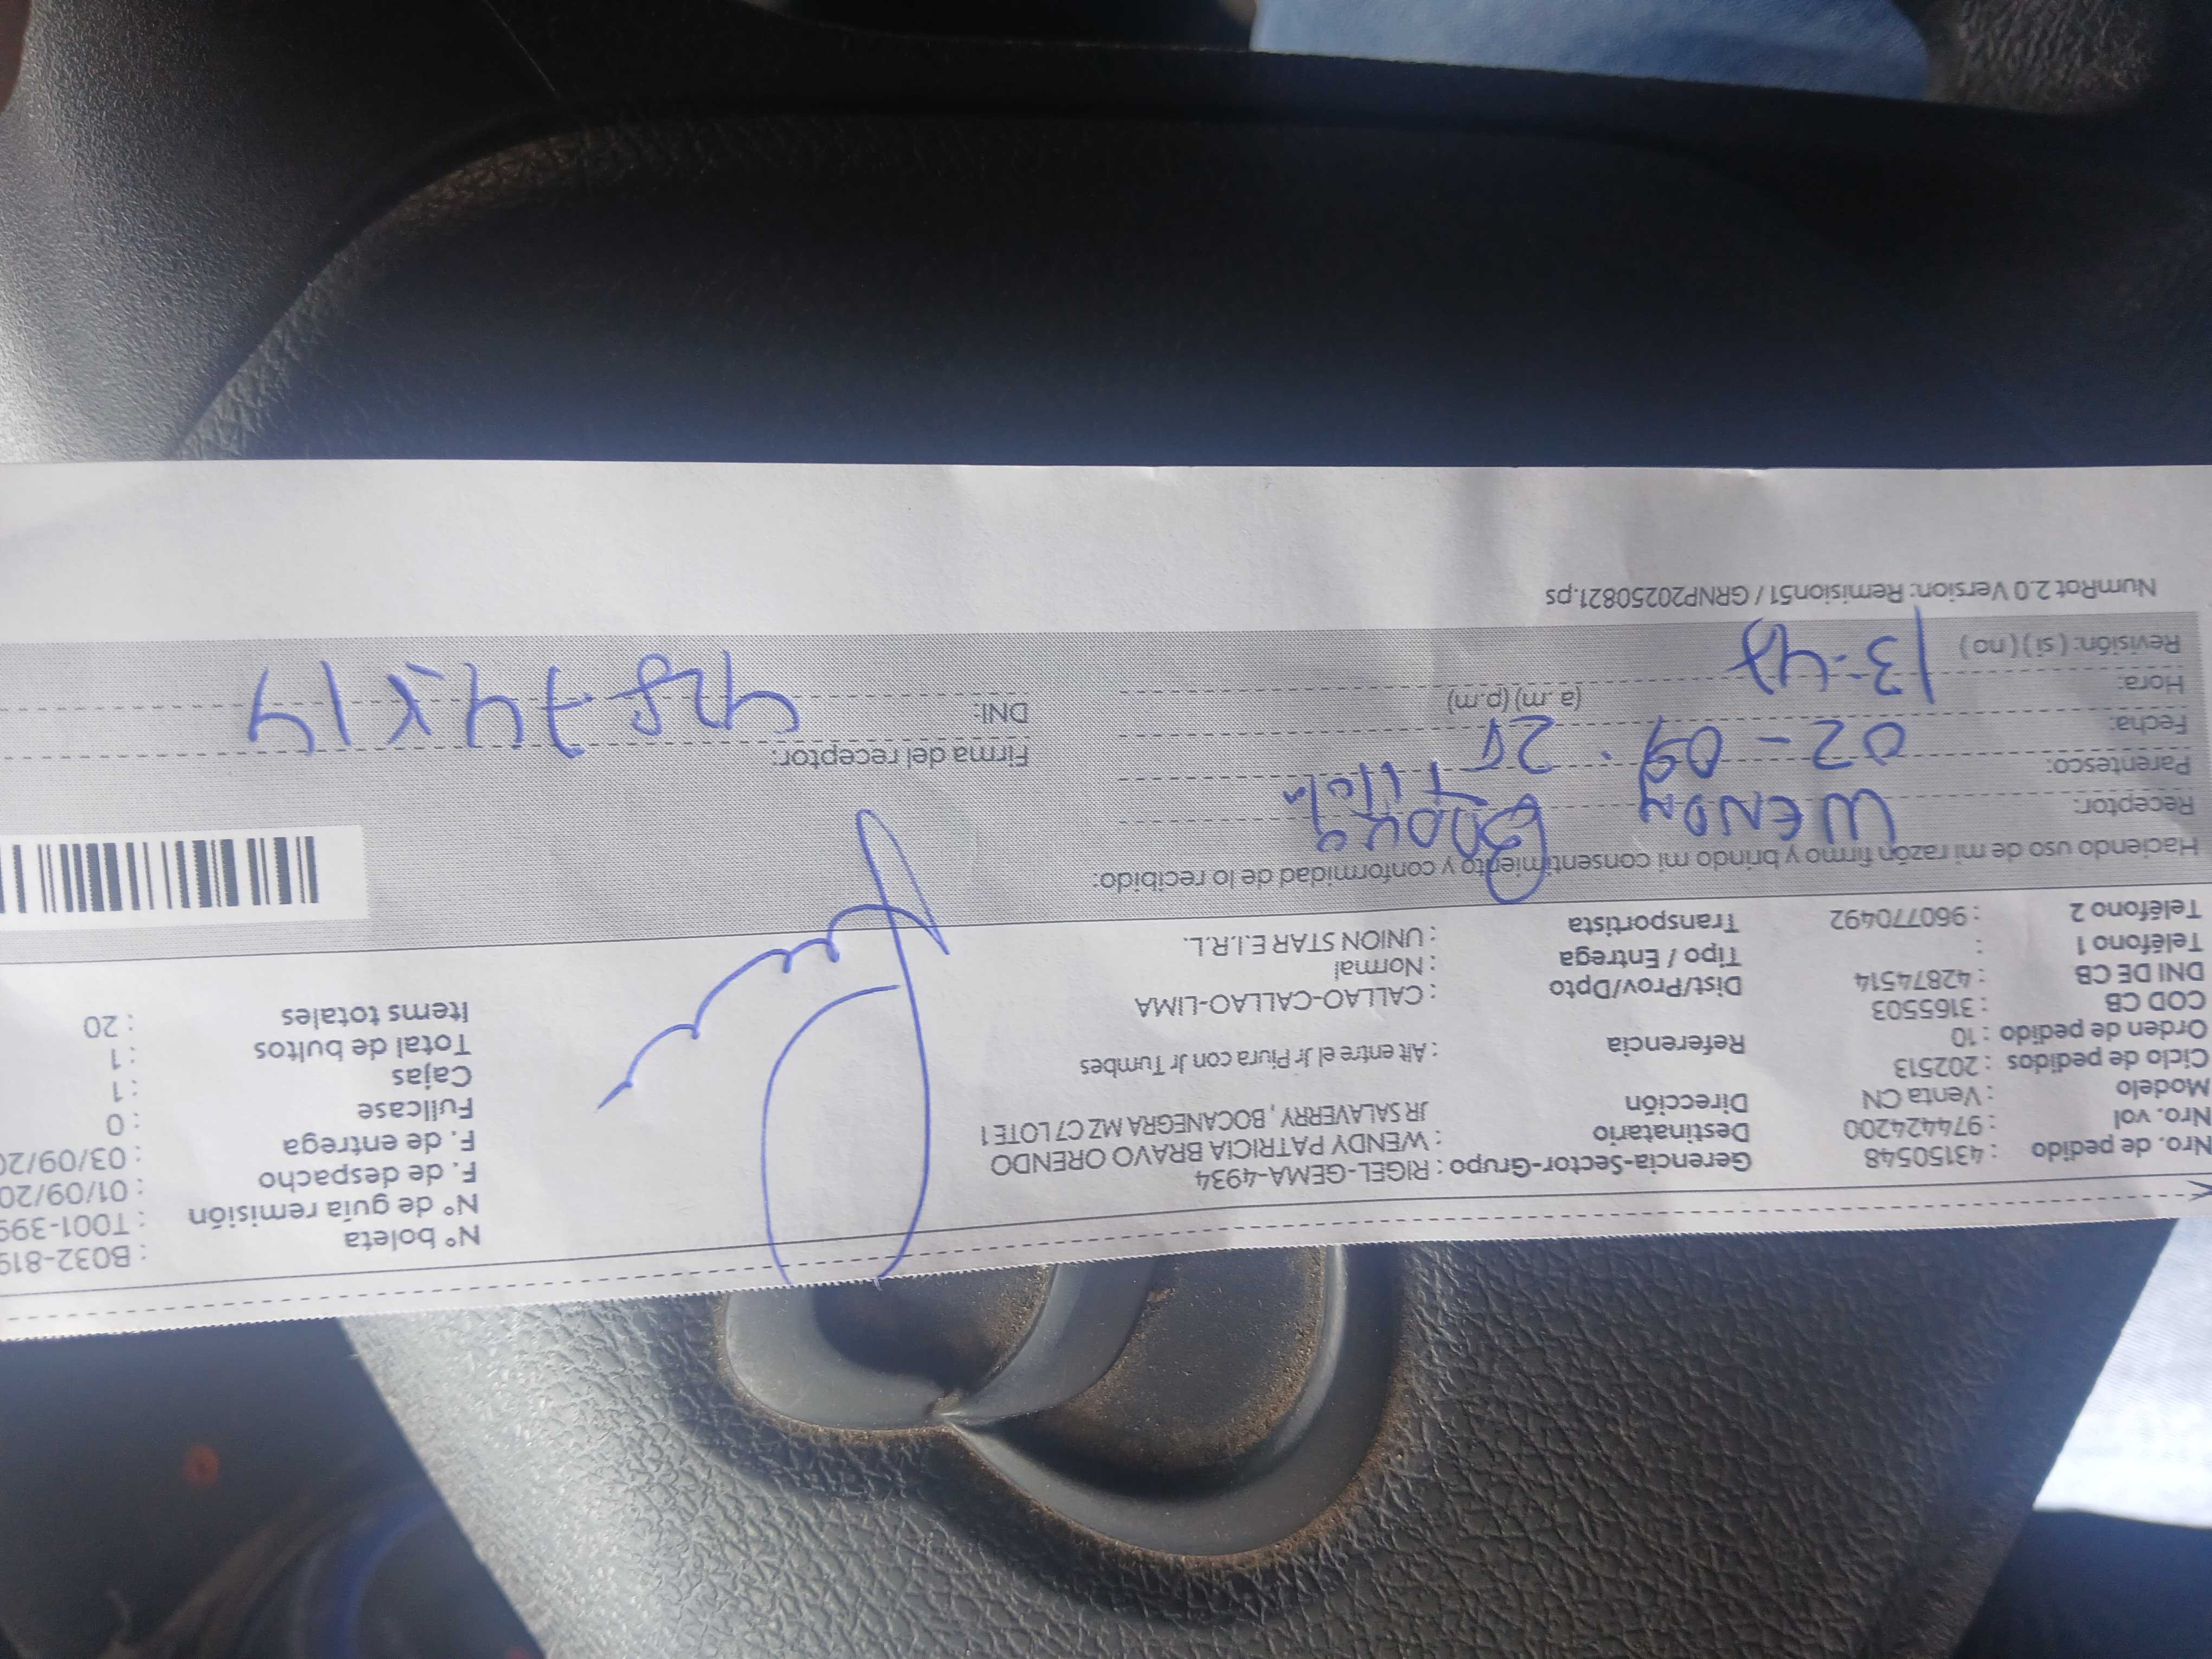 Nro. de pedido : 43150548
Nro. vol. : 974424200
Modelo : Venta CN
Ciclo de pedidos : 202513
Orden de pedido : 10
COD CB : 3165503
DNI DE CB : 42874514
Teléfono 1 :
Teléfono 2 : 960770492
Gerencia-Sector-Grupo : RIGEL-GEMA-4934
Destinatario : WENDY PATRICIA BRAVO ORENDO
Dirección JR SALAVERRY, BOCANEGRA MZ C7 LOTE 1
Referencia : Alt entre el Jr Piura con Jr Tumbes
Dist/Prov/Dpto : CALLAO-CALLAO-LIMA
Tipo / Entrega : Normal
Transportista : UNION STAR E.I.R.L.
N° boleta : B032-819
N° de guía remisión : T001-399
F. de despacho : 01/09/20
F. de entrega : 03/09/20
Fullcase : 0
Cajas : 1
Total de bultos : 1
Items totales : 20
Haciendo uso de mi razón firmo y brindo mi consentimiento y conformidad de lo recibido:
Receptor: WENDY
Parentesco:
Fecha: 02-09.25
Hora: (a.m) (p.m)
Revisión: (si) (no) 13:47
Firma del receptor:
DNI: 42874514
NumRot 2.0 Version: Remision51 / GRNP20250821.ps